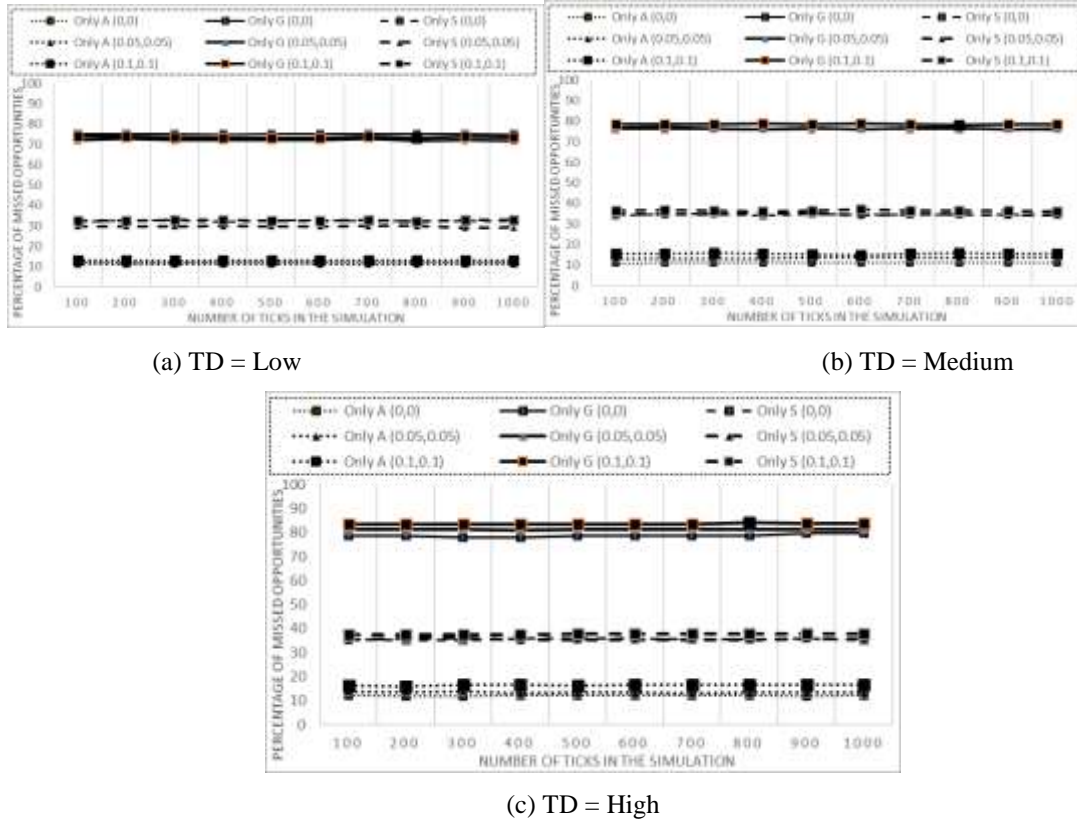 Only A (0,0) Only G (0,0) Only S (0,0)
Only A (0.05,0.05) Only G (0.05,0.05) Only S (0.05,0.05)
Only A (0.1,0.1) Only G (0.1,0.1) Only S (0.1,0.1)
PERCENTAGE OF MISSED OPPORTUNITIES
100
90
80
70
60
50
40
30
20
10
0
100 200 300 400 500 600 700 800 900 1000
NUMBER OF TICKS IN THE SIMULATION
(a) TD = Low
Only A (0,0) Only G (0,0) Only S (0,0)
Only A (0.05,0.05) Only G (0.05,0.05) Only S (0.05,0.05)
Only A (0.1,0.1) Only G (0.1,0.1) Only S (0.1,0.1)
PERCENTAGE OF MISSED OPPORTUNITIES
100
90
80
70
60
50
40
30
20
10
0
100 200 300 400 500 600 700 800 900 1000
NUMBER OF TICKS IN THE SIMULATION
(b) TD = Medium
Only A (0,0) Only G (0,0) Only S (0,0)
Only A (0.05,0.05) Only G (0.05,0.05) Only S (0.05,0.05)
Only A (0.1,0.1) Only G (0.1,0.1) Only S (0.1,0.1)
PERCENTAGE OF MISSED OPPORTUNITIES
100
90
80
70
60
50
40
30
20
10
0
100 200 300 400 500 600 700 800 900 1000
NUMBER OF TICKS IN THE SIMULATION
(c) TD = High